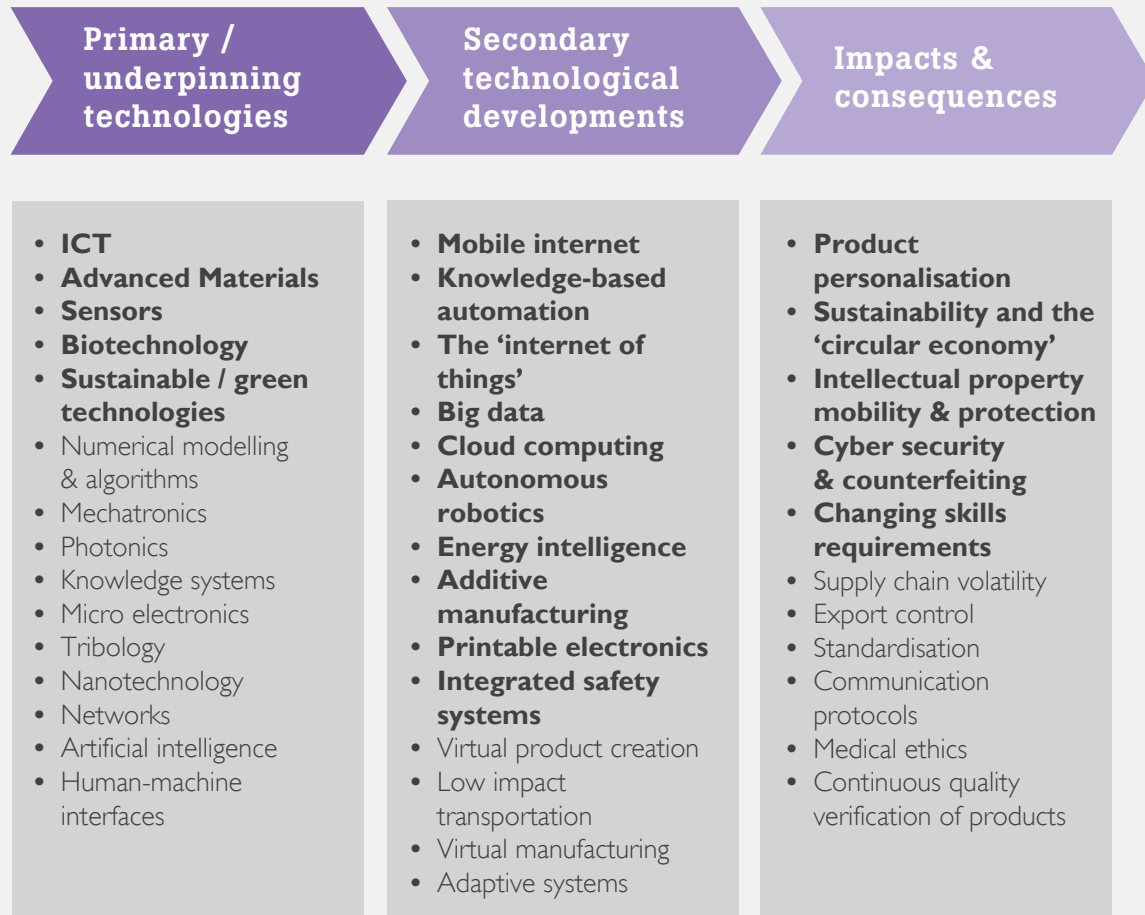 Primary /
underpinning
technologies
Secondary
technological
developments
Impacts &
consequences
• ICT
• Advanced Materials
• Sensors
• Biotechnology
• Sustainable / green
technologies
• Numerical modelling
& algorithms
• Mechatronics
• Photonics
• Knowledge systems
• Micro electronics
• Tribology
• Nanotechnology
• Networks
• Artificial intelligence
• Human-machine
interfaces
• Mobile internet
• Knowledge-based
automation
• The ‘internet of
things’
• Big data
• Cloud computing
• Autonomous
robotics
• Energy intelligence
• Additive
manufacturing
• Printable electronics
• Integrated safety
systems
• Virtual product creation
• Low impact
transportation
• Virtual manufacturing
• Adaptive systems
• Product
personalisation
• Sustainability and the
‘circular economy’
• Intellectual property
mobility & protection
• Cyber security
& counterfeiting
• Changing skills
requirements
• Supply chain volatility
• Export control
• Standardisation
• Communication
protocols
• Medical ethics
• Continuous quality
verification of products